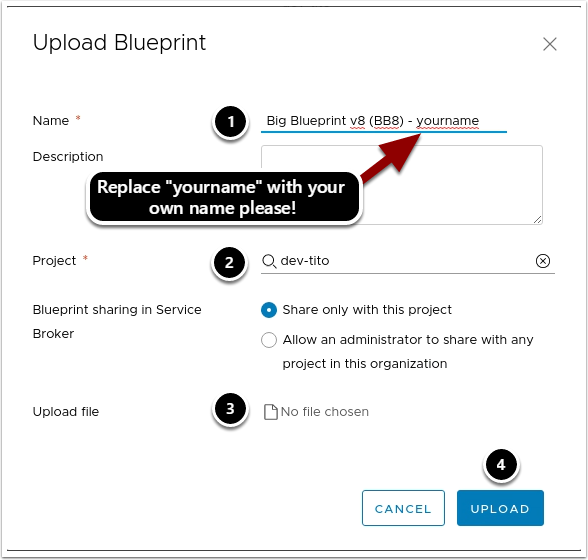 Upload Blueprint
Name * 1 Big Blueprint v8 (BB8) - yourname
Description
Replace "yourname" with your
own name please!
Project * 2 dev-tito
Blueprint sharing in Service
Broker
Share only with this project
Allow an administrator to share with any
project in this organization
Upload file 3 No file chosen
4
CANCEL UPLOAD